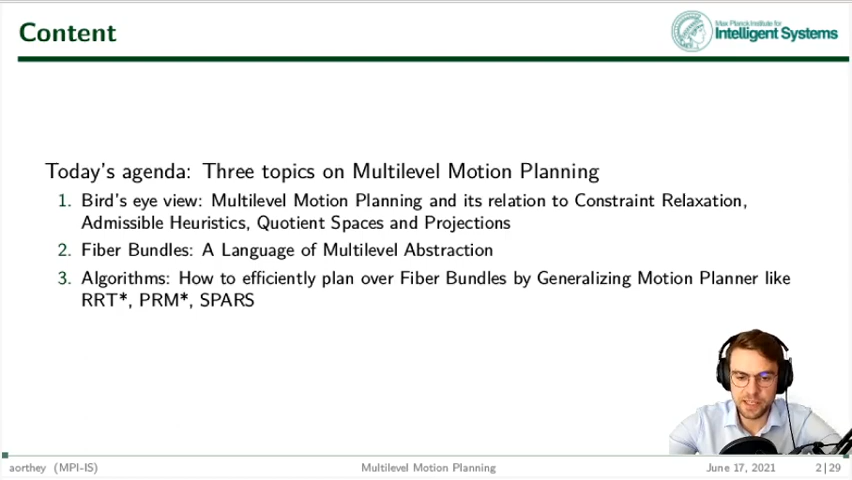 Content
Max Planck Institute for
Intelligent Systems
Today's agenda: Three topics on Multilevel Motion Planning
1. Bird's eye view: Multilevel Motion Planning and its relation to Constraint Relaxation,
Admissible Heuristics, Quotient Spaces and Projections
2. Fiber Bundles: A Language of Multilevel Abstraction
3. Algorithms: How to efficiently plan over Fiber Bundles by Generalizing Motion Planner like
RRT*, PRM*, SPARS
aorthey (MPI-IS)
Multilevel Motion Planning
June 17, 2021
2|29